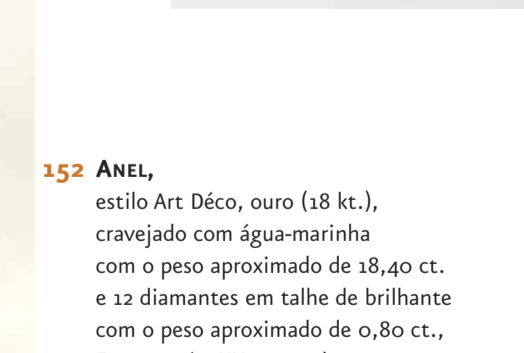 152 ANEL,
estilo Art Déco, ouro (18 kt.),
cravejado com água-marinha
com o peso aproximado de 18,40 ct.
e 12 diamantes em talhe de brilhante
com o peso aproximado de 0,80 ct.,